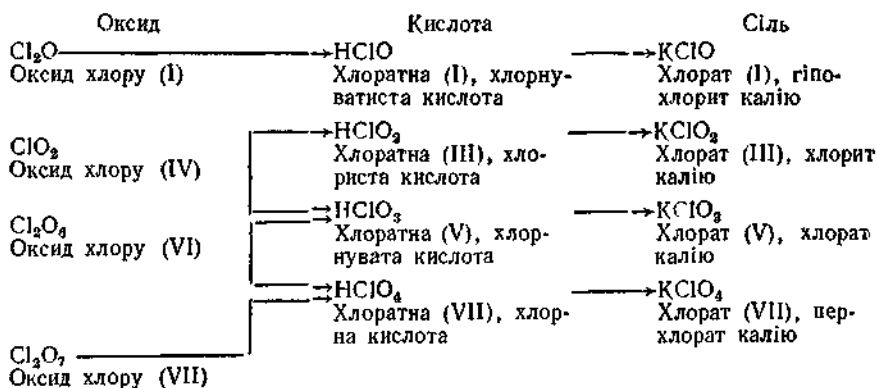 Оксид Кислота Сіль
Cl₂O → HClO → KClO
Оксид хлору (I) Хлоратна (I), хлорну- Хлорат (I), гіпо-
ватиста кислота хлорит калію
→ HClO₂ → KClO₂
ClO₂ Хлоратна (III), хло- Хлорат (III), хлорит
Оксид хлору (IV) риста кислота калію
→ HClO₃ → KClO₃
Cl₂O₆ Хлоратна (V), хлор- Хлорат (V), хлорат
Оксид хлору (VI) нувата кислота калію
→ HClO₄ → KClO₄
Хлоратна (VII), хлор- Хлорат (VII), пер-
на кислота хлорат калію
Cl₂O₇
Оксид хлору (VII)